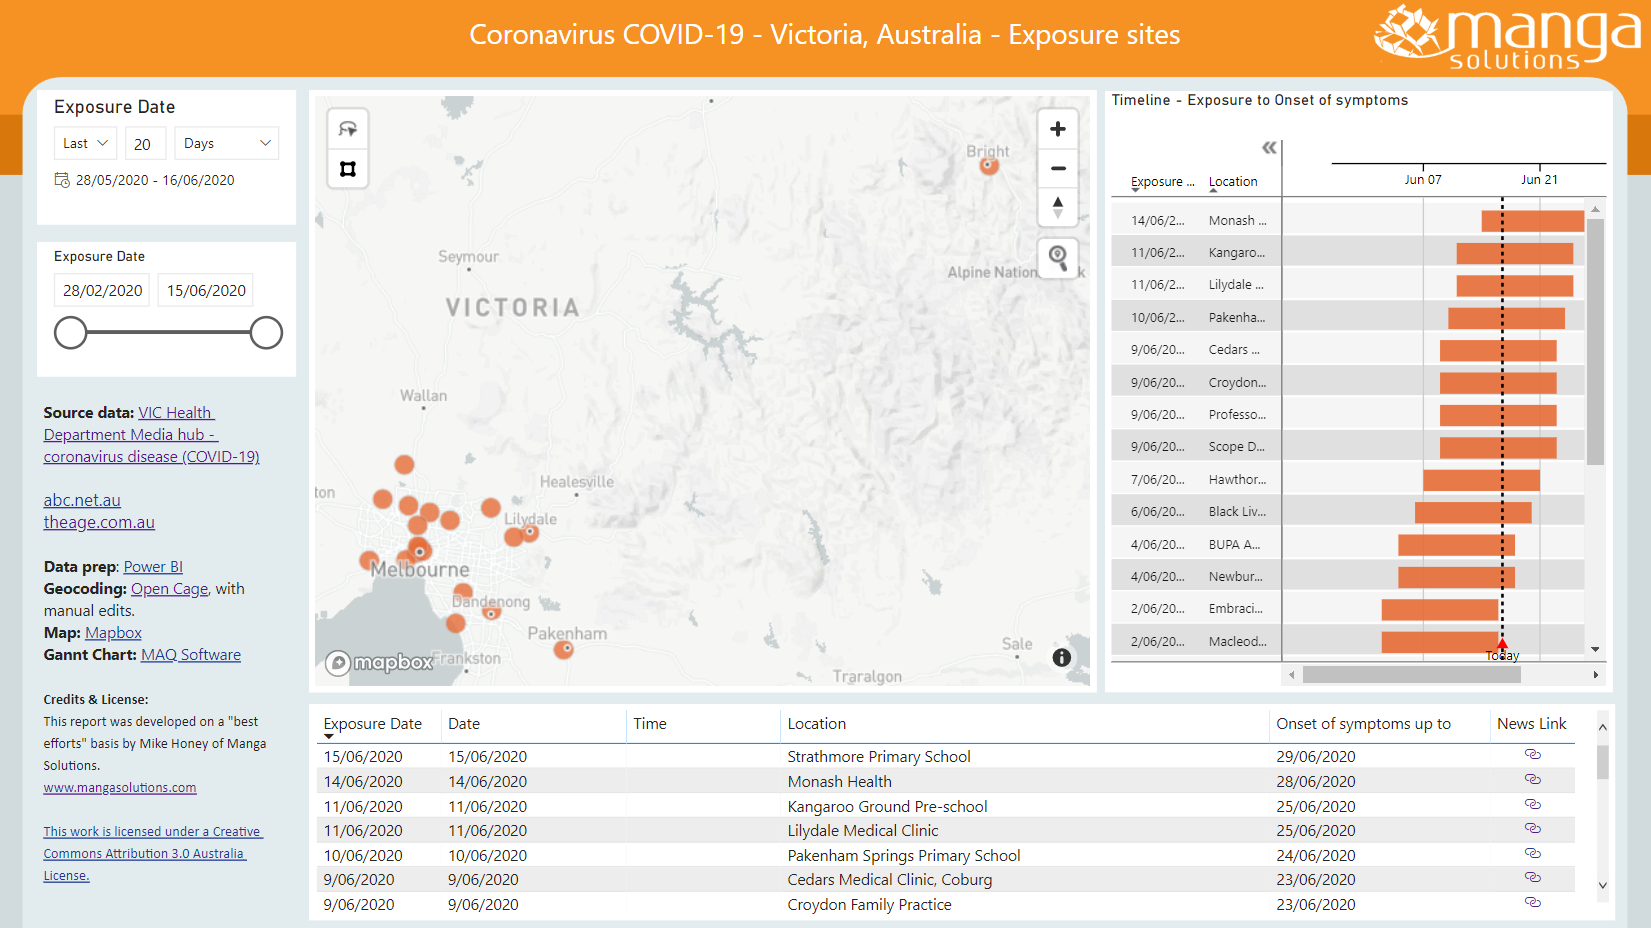 Coronavirus COVID-19 - Victoria, Australia - Exposure sites
manga
solutions
Exposure Date
Last 20 Days
28/05/2020 - 16/06/2020
Exposure Date
28/02/2020 15/06/2020
Source data: VIC Health
Department Media hub -
coronavirus disease (COVID-19)
abc.net.au
theage.com.au
Data prep: Power BI
Geocoding: Open Cage, with
manual edits.
Map: Mapbox
Gannt Chart: MAQ Software
Credits & License:
This report was developed on a "best
efforts" basis by Mike Honey of Manga
Solutions.
www.mangasolutions.com
This work is licensed under a Creative
Commons Attribution 3.0 Australia
License.
Bright
Seymour
Alpine Nation k
VICTORIA
Wallan
Healesville
ton
Lilydale
Melbourne
Dandenong
Pakenham
Sale
mapbox
Frankston
Traralgon
Timeline - Exposure to Onset of symptoms
Jun 07 Jun 21
Exposure ... Location
14/06/2... Monash ...
11/06/2... Kangaro...
11/06/2... Lilydale ...
10/06/2... Pakenha...
9/06/20... Cedars ...
9/06/20... Croydon...
9/06/20... Professo...
9/06/20... Scope D...
7/06/20... Hawthor...
6/06/20... Black Liv...
4/06/20... BUPA A...
4/06/20... Newbur...
2/06/20... Embraci...
2/06/20... Macleod...
Today
Exposure Date Date Time Location Onset of symptoms up to News Link
15/06/2020 15/06/2020 Strathmore Primary School 29/06/2020
14/06/2020 14/06/2020 Monash Health 28/06/2020
11/06/2020 11/06/2020 Kangaroo Ground Pre-school 25/06/2020
11/06/2020 11/06/2020 Lilydale Medical Clinic 25/06/2020
10/06/2020 10/06/2020 Pakenham Springs Primary School 24/06/2020
9/06/2020 9/06/2020 Cedars Medical Clinic, Coburg 23/06/2020
9/06/2020 9/06/2020 Croydon Family Practice 23/06/2020